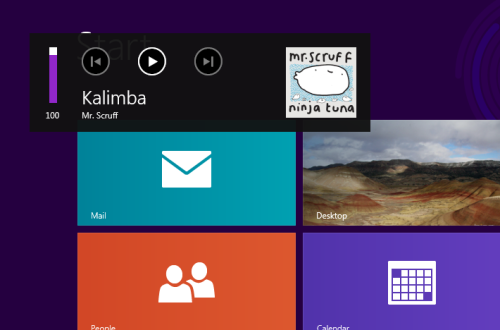 Start
100
Kalimba
Mr. Scruff
mr.scruff
ninja tuna
Mail
Desktop
People
Calendar